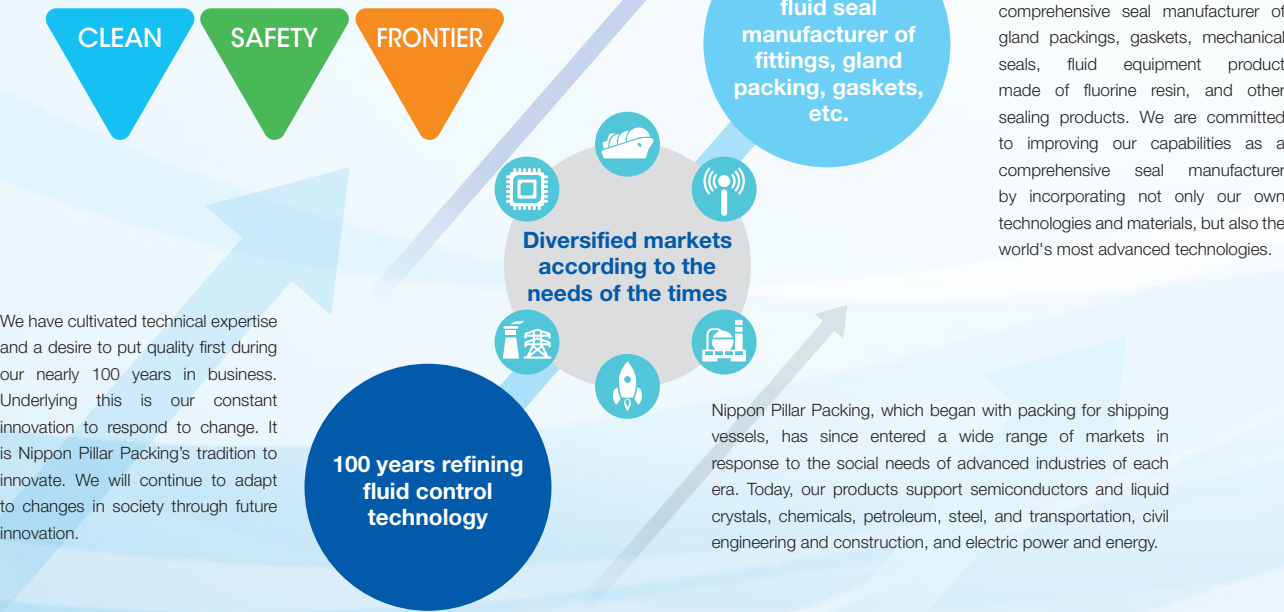 CLEAN
SAFETY
FRONTIER
fluid seal
manufacturer of
fittings, gland
packing, gaskets,
etc.
comprehensive seal manufacturer of
gland packings, gaskets, mechanical
seals, fluid equipment product
made of fluorine resin, and other
sealing products. We are committed
to improving our capabilities as a
comprehensive seal manufacturer
by incorporating not only our own
technologies and materials, but also the
world's most advanced technologies.
Diversified markets
according to the
needs of the times
We have cultivated technical expertise
and a desire to put quality first during
our nearly 100 years in business.
Underlying this is our constant
innovation to respond to change. It
is Nippon Pillar Packing’s tradition to
innovate. We will continue to adapt
to changes in society through future
innovation.
100 years refining
fluid control
technology
Nippon Pillar Packing, which began with packing for shipping
vessels, has since entered a wide range of markets in
response to the social needs of advanced industries of each
era. Today, our products support semiconductors and liquid
crystals, chemicals, petroleum, steel, and transportation, civil
engineering and construction, and electric power and energy.